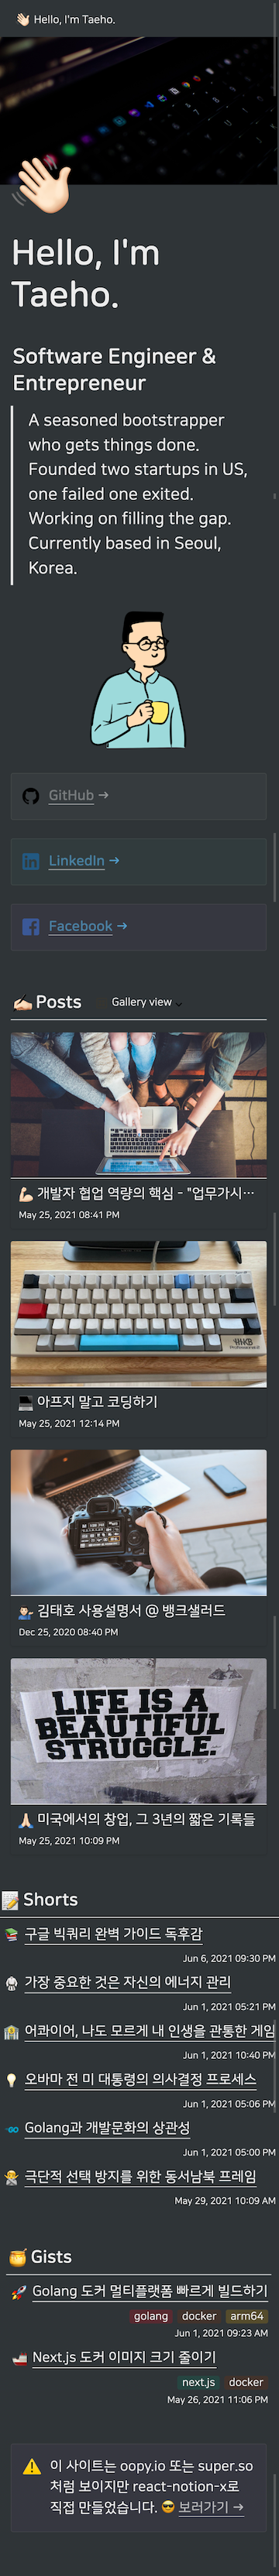 👋🏻 Hello, I'm Taeho.
Hello, I'm
Taeho.
Software Engineer &
Entrepreneur
A seasoned bootstrapper
who gets things done.
Founded two startups in US,
one failed one exited.
Working on filling the gap.
Currently based in Seoul,
Korea.
GitHub →
LinkedIn →
Facebook →
✍🏻 Posts Gallery view
💪🏻 개발자 협업 역량의 핵심 - "업무가시…
May 25, 2021 08:41 PM
HHKB
💻 아프지 말고 코딩하기
May 25, 2021 12:14 PM
👨🏻‍💼 김태호 사용설명서 @ 뱅크샐러드
Dec 25, 2020 08:40 PM
LIFE IS A
BEAUTIFUL
STRUGGLE.
🙏🏻 미국에서의 창업, 그 3년의 짧은 기록들
May 25, 2021 10:09 PM
📝 Shorts
📚 구글 빅쿼리 완벽 가이드 독후감
Jun 6, 2021 09:30 PM
가장 중요한 것은 자신의 에너지 관리
Jun 1, 2021 05:21 PM
어콰이어, 나도 모르게 내 인생을 관통한 게임
Jun 1, 2021 10:40 PM
💡 오바마 전 미 대통령의 의사결정 프로세스
Jun 1, 2021 05:06 PM
Golang과 개발문화의 상관성
Jun 1, 2021 05:00 PM
극단적 선택 방지를 위한 동서남북 프레임
May 29, 2021 10:09 AM
🍯 Gists
🚀 Golang 도커 멀티플랫폼 빠르게 빌드하기
golang docker arm64
Jun 1, 2021 09:23 AM
Next.js 도커 이미지 크기 줄이기
next.js docker
May 26, 2021 11:06 PM
⚠️ 이 사이트는 oopy.io 또는 super.so
처럼 보이지만 react-notion-x로
직접 만들었습니다. 😎 보러가기 →